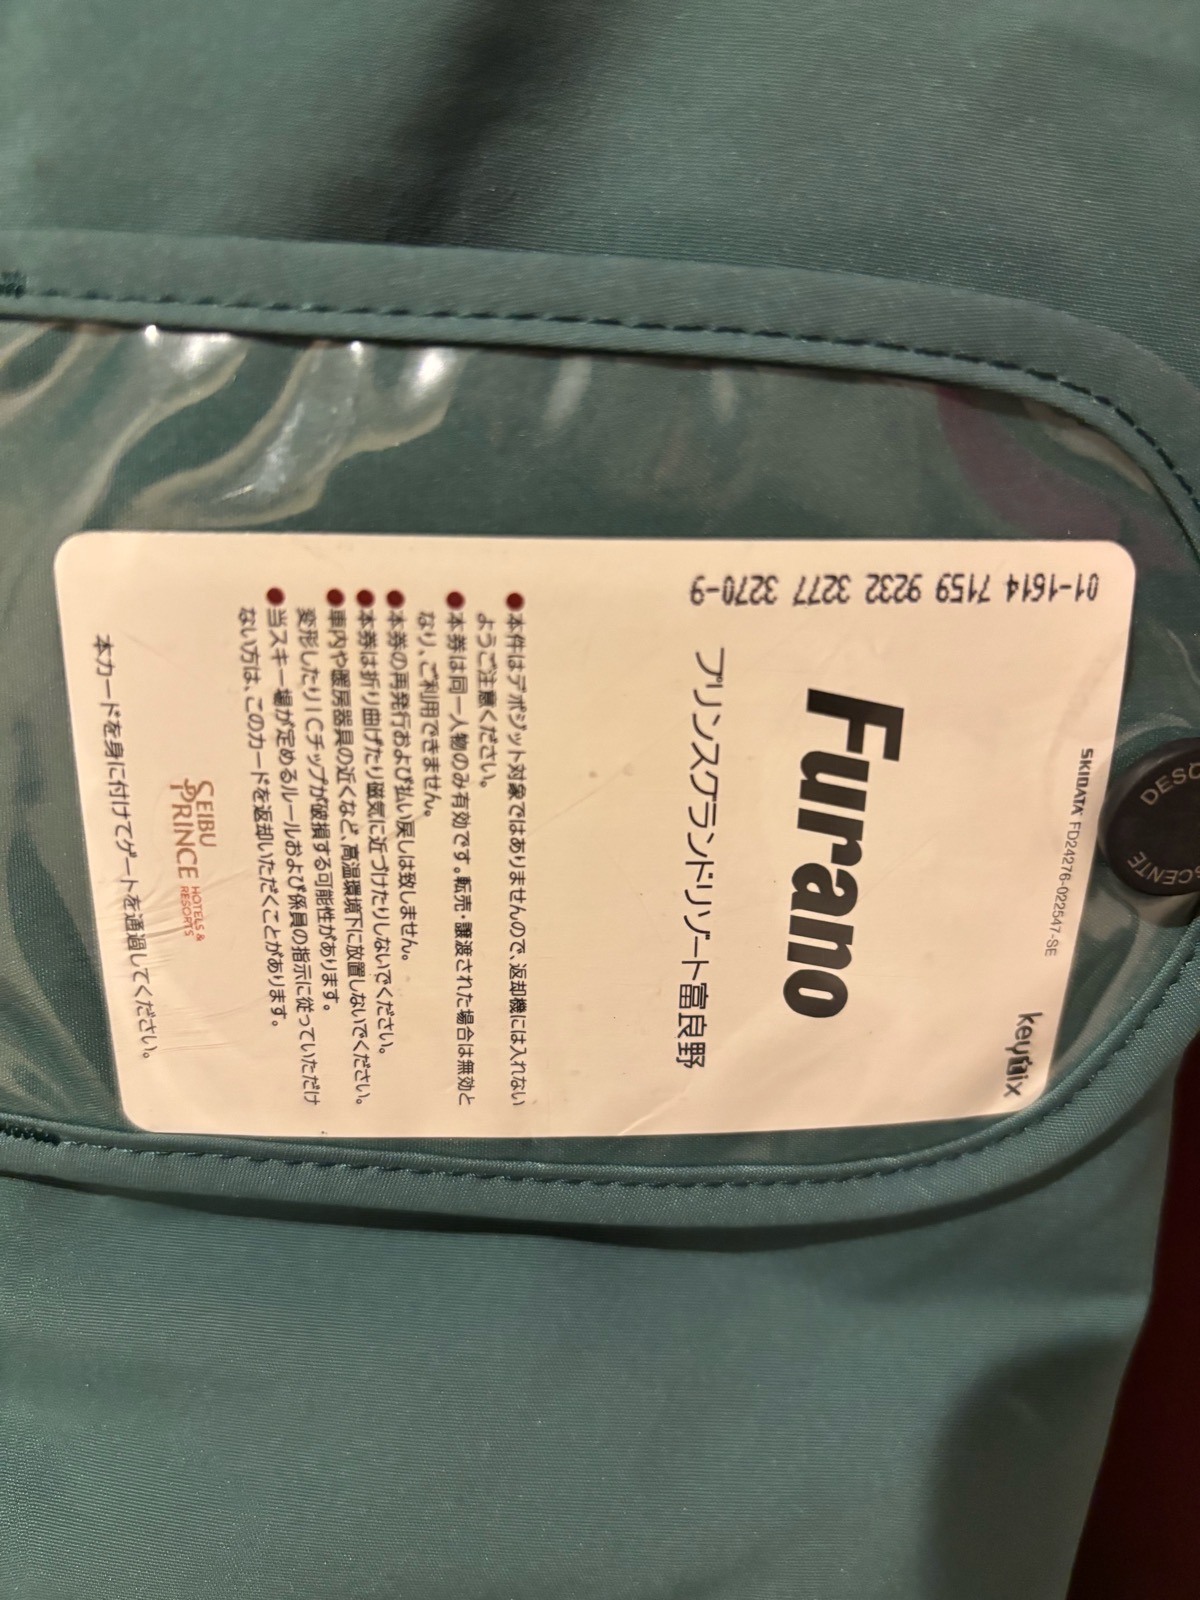 keymix
SKIDATA FD24276-022547-SE
01-1614 7159 9232 3277 3270-9
Furano
プリンスグランドリゾート富良野
●本件はデポジット対象ではありませんので、返却機には入れない
ようご注意ください。
●本券は同一人物のみ有効です。転売・譲渡された場合は無効と
なり、ご利用できません。
●本券の再発行および払い戻しは致しません。
●本券は折り曲げたり磁気に近づけたりしないでください。
●車内や暖房器具の近くなど、高温環境下に放置しないでください。
変形したりICチップが破損する可能性があります。
●当スキー場が定めるルールおよび係員の指示に従っていただけ
ない方は、このカードを返却いただくことがあります。
SEIBU
PRINCE
HOTELS &
RESORTS
本カードを身に付けてゲートを通過してください。
DESC
SCENTE